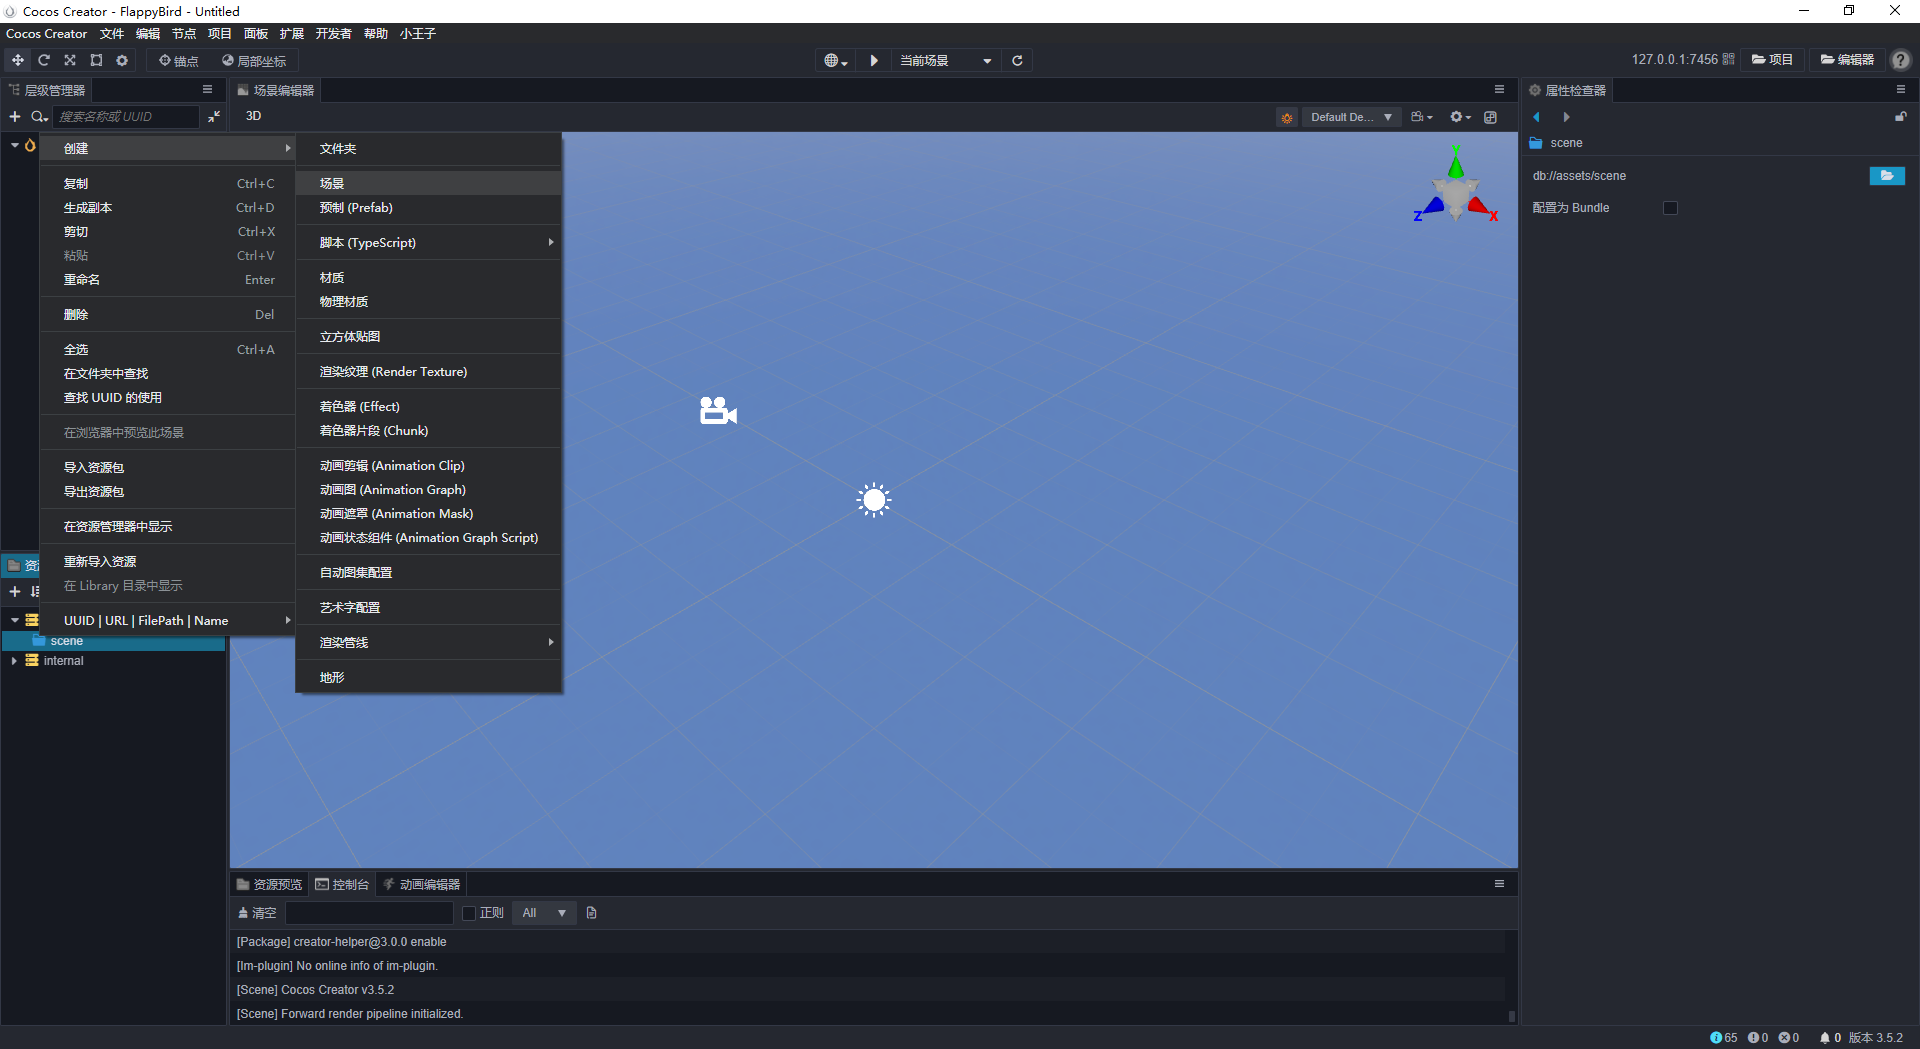 Cocos Creator - FlappyBird - Untitled
Cocos Creator 文件 编辑 节点 项目 面板 扩展 开发者 帮助 小王子
锚点 局部坐标 当前场景 127.0.0.1:7456 项目 编辑器
层级管理器 场景编辑器 属性检查器
搜索名称或 UUID 3D Default De...
scene
db://assets/scene
配置为 Bundle
创建
复制 Ctrl+C
生成副本 Ctrl+D
剪切 Ctrl+X
粘贴 Ctrl+V
重命名 Enter
删除 Del
全选 Ctrl+A
在文件夹中查找
查找 UUID 的使用
在浏览器中预览此场景
导入资源包
导出资源包
在资源管理器中显示
重新导入资源
在 Library 目录中显示
UUID | URL | FilePath | Name
文件夹
场景
预制 (Prefab)
脚本 (TypeScript)
材质
物理材质
立方体贴图
渲染纹理 (Render Texture)
着色器 (Effect)
着色器片段 (Chunk)
动画剪辑 (Animation Clip)
动画图 (Animation Graph)
动画遮罩 (Animation Mask)
动画状态组件 (Animation Graph Script)
自动图集配置
艺术字配置
渲染管线
地形
Y
Z X
scene
internal
资源预览 控制台 动画编辑器
清空 正则 All
[Package] creator-helper@3.0.0 enable
[Im-plugin] No online info of im-plugin.
[Scene] Cocos Creator v3.5.2
[Scene] Forward render pipeline initialized.
65 0 0 0 版本 3.5.2